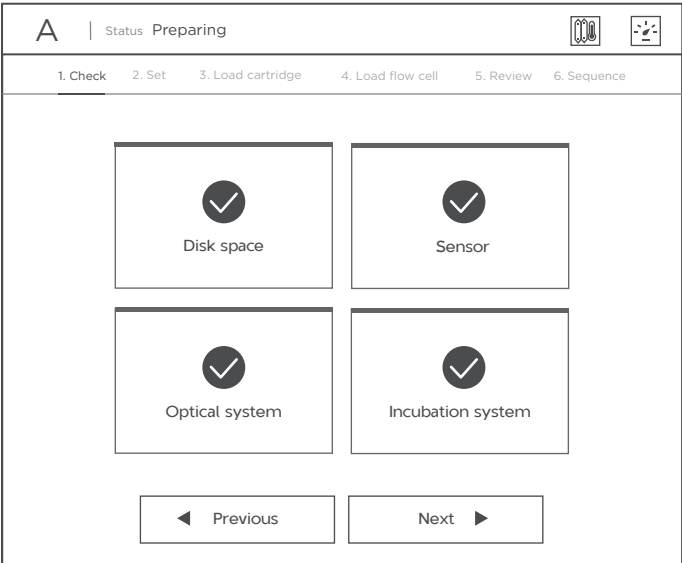 A | Status Preparing
1. Check 2. Set 3. Load cartridge 4. Load flow cell 5. Review 6. Sequence
Disk space Sensor
Optical system Incubation system
Previous Next